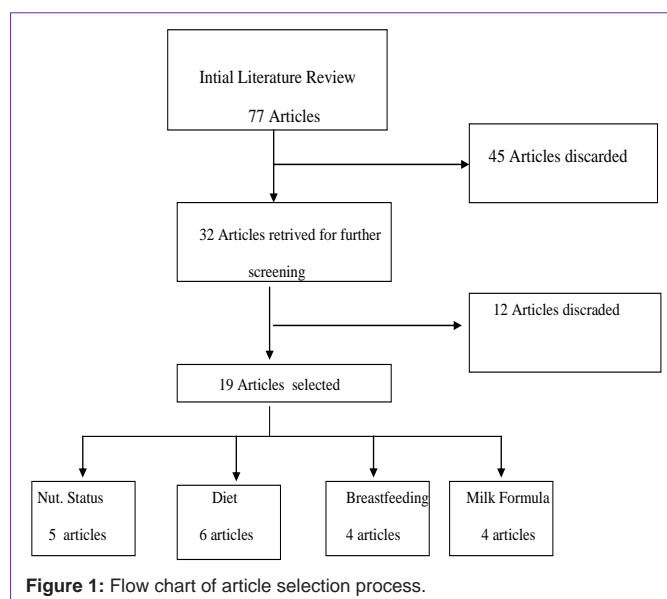 Intial Literature Review
77 Articles
45 Articles discarded
32 Articles retrived for further
screening
12 Articles discraded
19 Articles selected
Nut. Status
5 articles
Diet
6 articles
Breastfeeding
4 articles
Milk Formula
4 articles
Figure 1: Flow chart of article selection process.